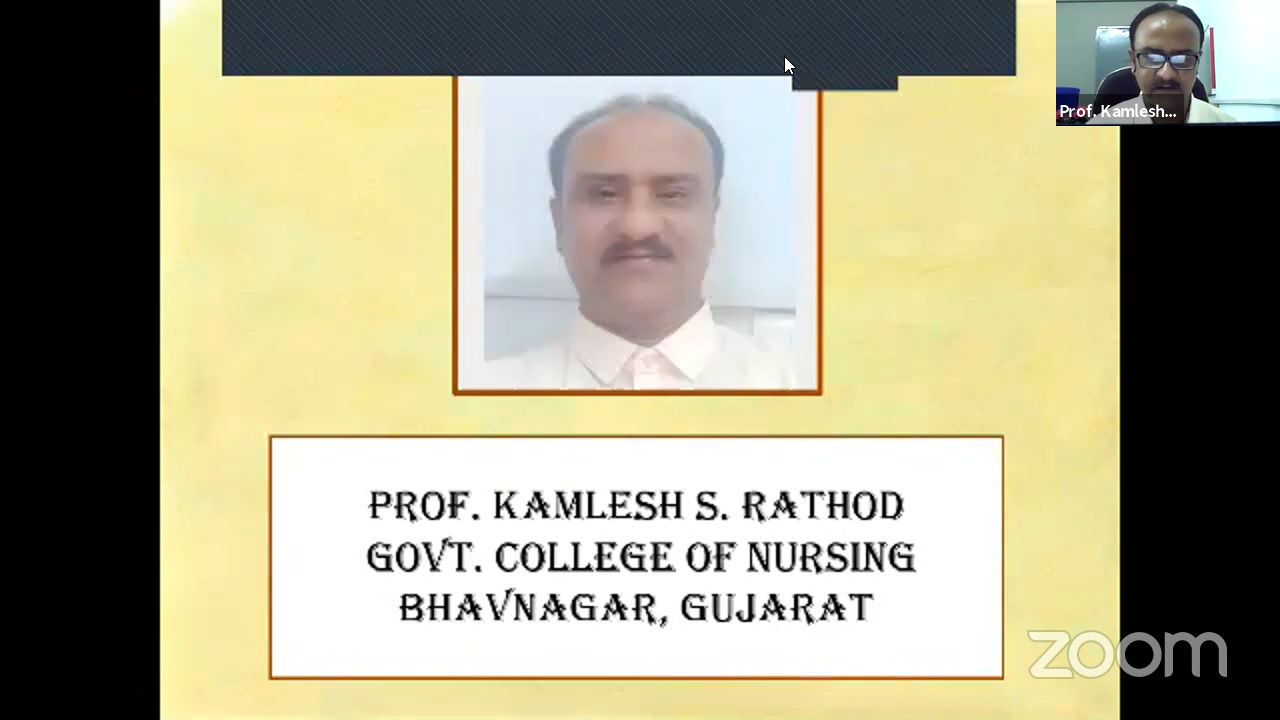 Prof. Kamlesh...
PROF. KAMLESH S. RATHOD
GOVT. COLLEGE OF NURSING
BHAVNAGAR, GUJARAT
zoom